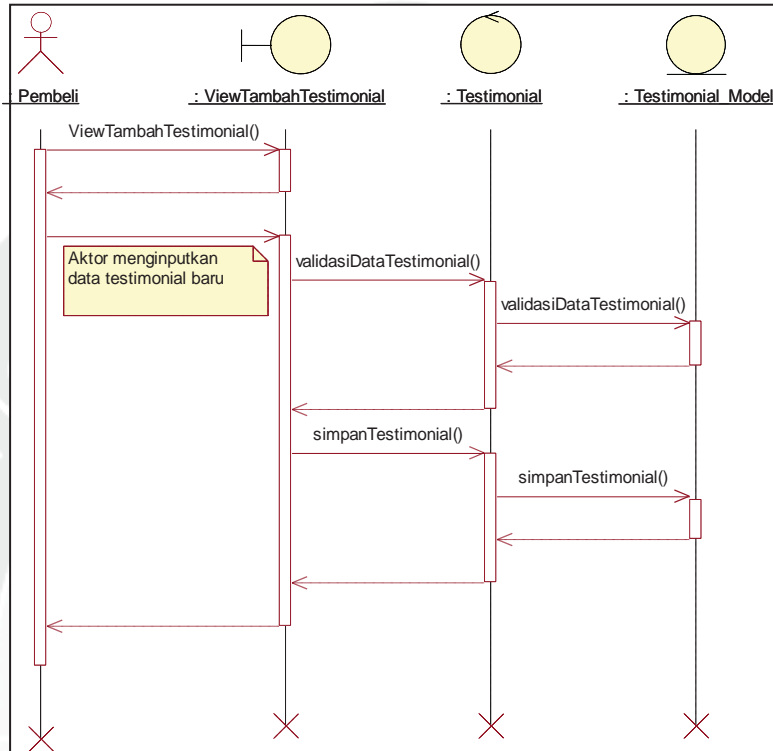 : Pembeli
: ViewTambahTestimonial
: Testimonial
: Testimonial_Model
ViewTambahTestimonial()
Aktor menginputkan
data testimonial baru
validasiDataTestimonial()
validasiDataTestimonial()
simpanTestimonial()
simpanTestimonial()